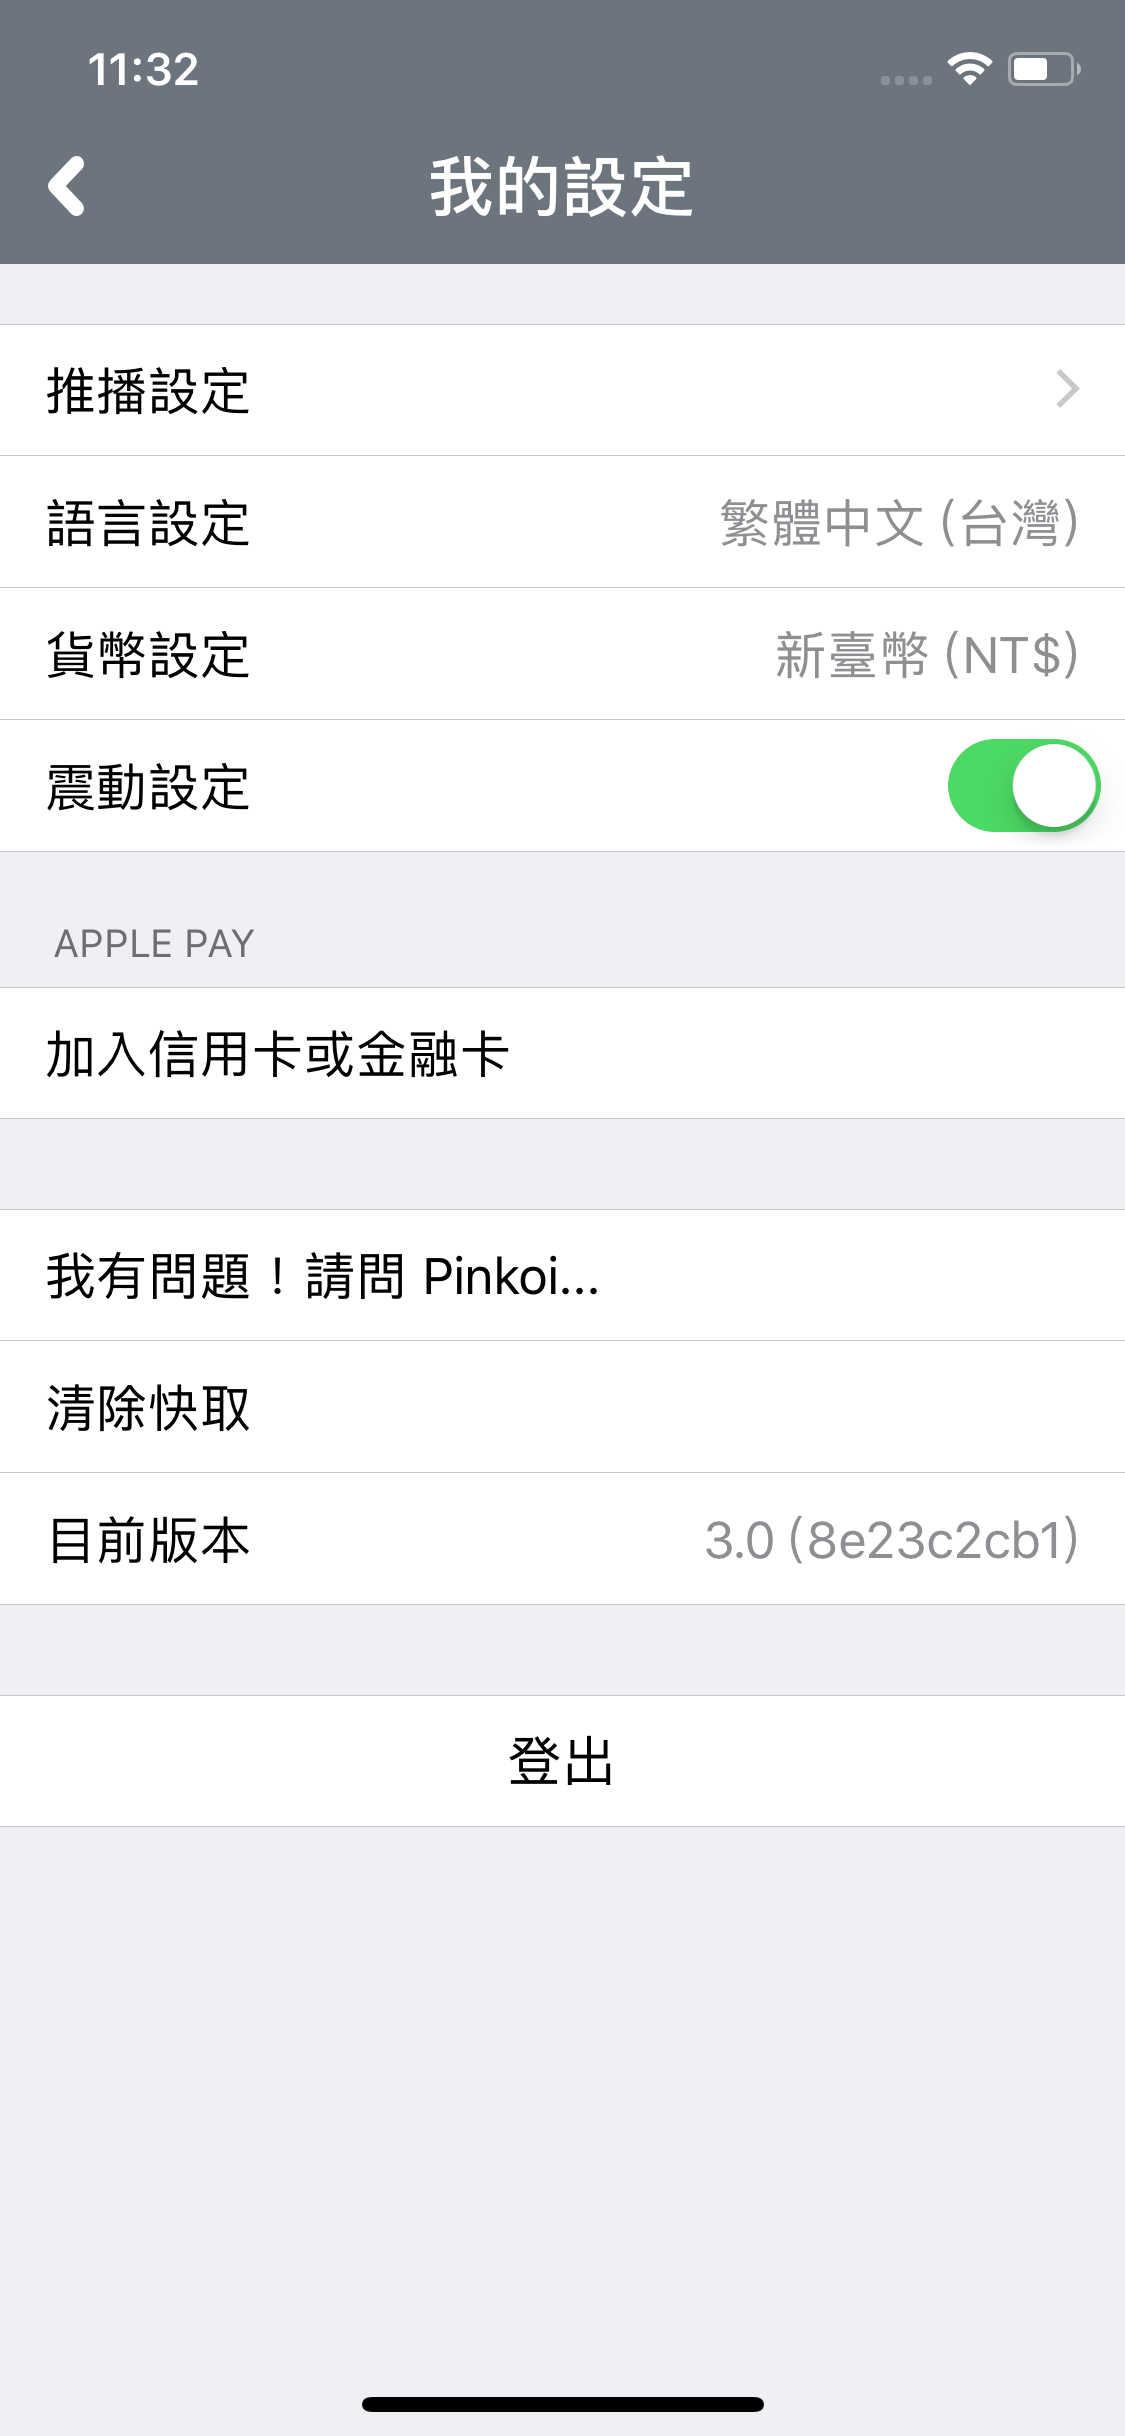 11:32
我的設定
推播設定
語言設定 繁體中文 (台灣)
貨幣設定 新臺幣 (NT$)
震動設定
APPLE PAY
加入信用卡或金融卡
我有問題！請問 Pinkoi...
清除快取
目前版本 3.0 (8e23c2cb1)
登出